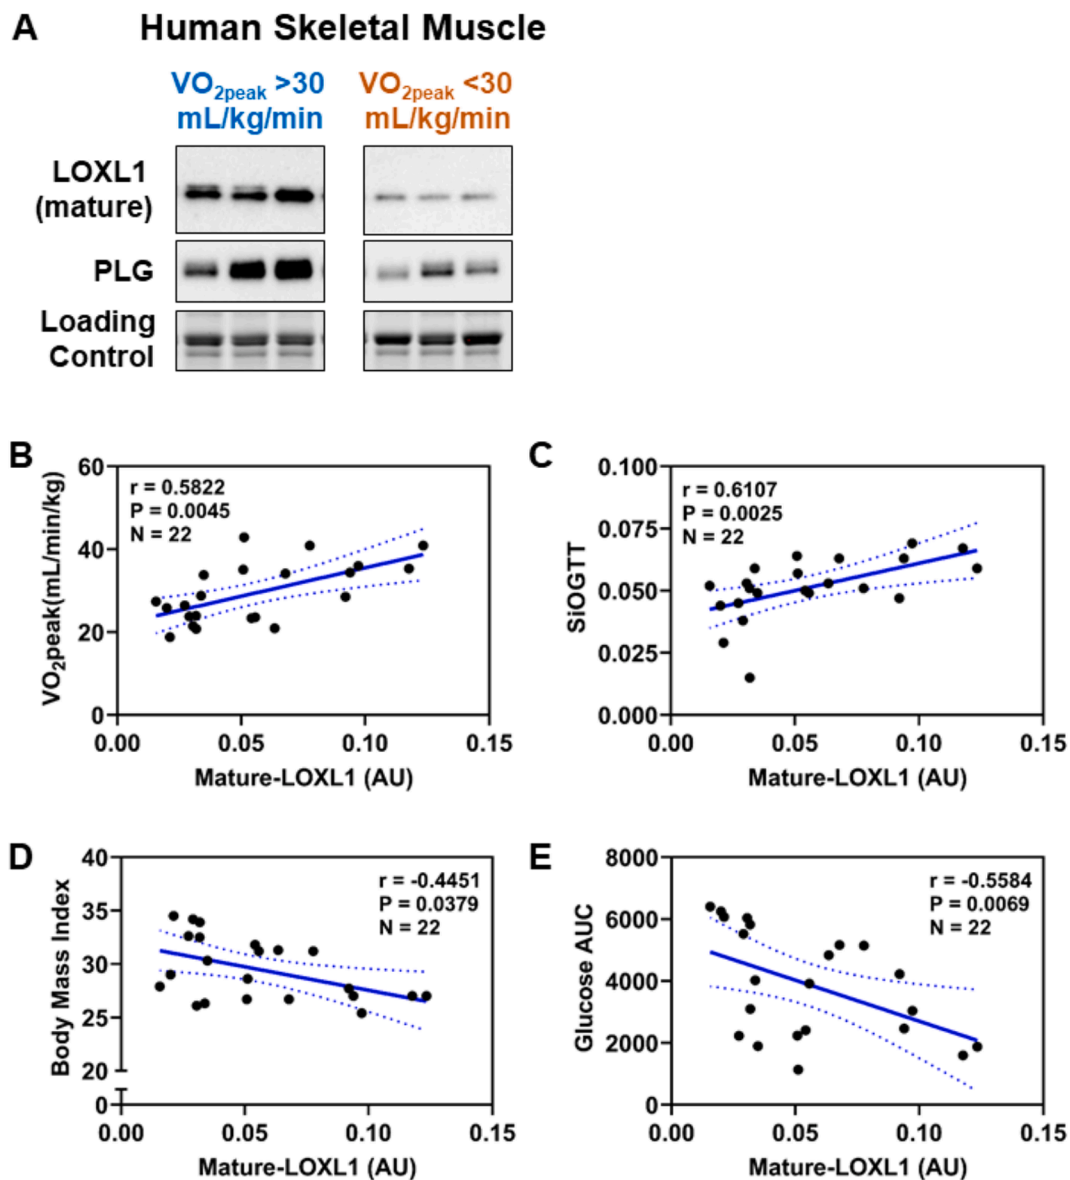 A
Human Skeletal Muscle
VO2peak >30
mL/kg/min
VO2peak <30
mL/kg/min
LOXL1
(mature)
PLG
Loading
Control
B
60
40
20
0
VO2peak(mL/min/kg)
r = 0.5822
P = 0.0045
N = 22
0.00 0.05 0.10 0.15
Mature-LOXL1 (AU)
C
0.100
0.075
0.050
0.025
0.000
SiOGTT
r = 0.6107
P = 0.0025
N = 22
0.00 0.05 0.10 0.15
Mature-LOXL1 (AU)
D
40
35
30
25
20
0
Body Mass Index
r = -0.4451
P = 0.0379
N = 22
0.00 0.05 0.10 0.15
Mature-LOXL1 (AU)
E
8000
6000
4000
2000
0
Glucose AUC
r = -0.5584
P = 0.0069
N = 22
0.00 0.05 0.10 0.15
Mature-LOXL1 (AU)